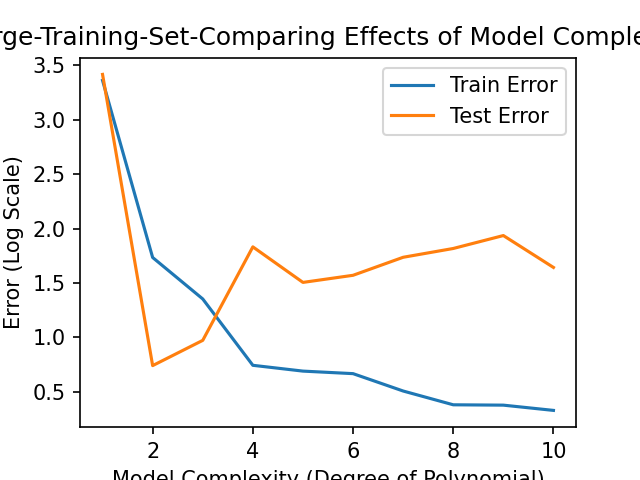 rge-Training-Set-Comparing Effects of Model Comple
3.5
3.0
2.5
2.0
1.5
1.0
0.5
Error (Log Scale)
Train Error
Test Error
2 4 6 8 10
Model Complexity (Degree of Polynomial)